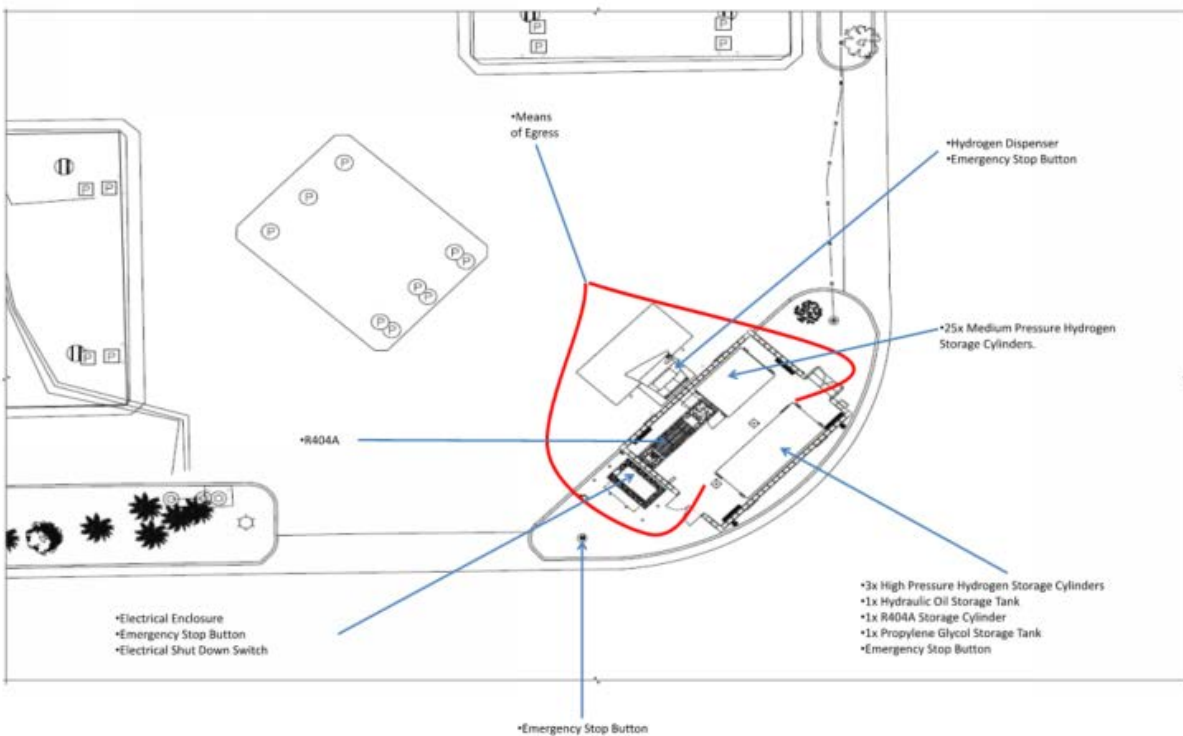 P
P
P
P
•Means
of Egress
•Hydrogen Dispenser
•Emergency Stop Button
P
P
P
P P
P P
P P
P P
P P
•25x Medium Pressure Hydrogen
Storage Cylinders.
•R404A
•3x High Pressure Hydrogen Storage Cylinders
•1x Hydraulic Oil Storage Tank
•1x R404A Storage Cylinder
•1x Propylene Glycol Storage Tank
•Emergency Stop Button
•Electrical Enclosure
•Emergency Stop Button
•Electrical Shut Down Switch
•Emergency Stop Button